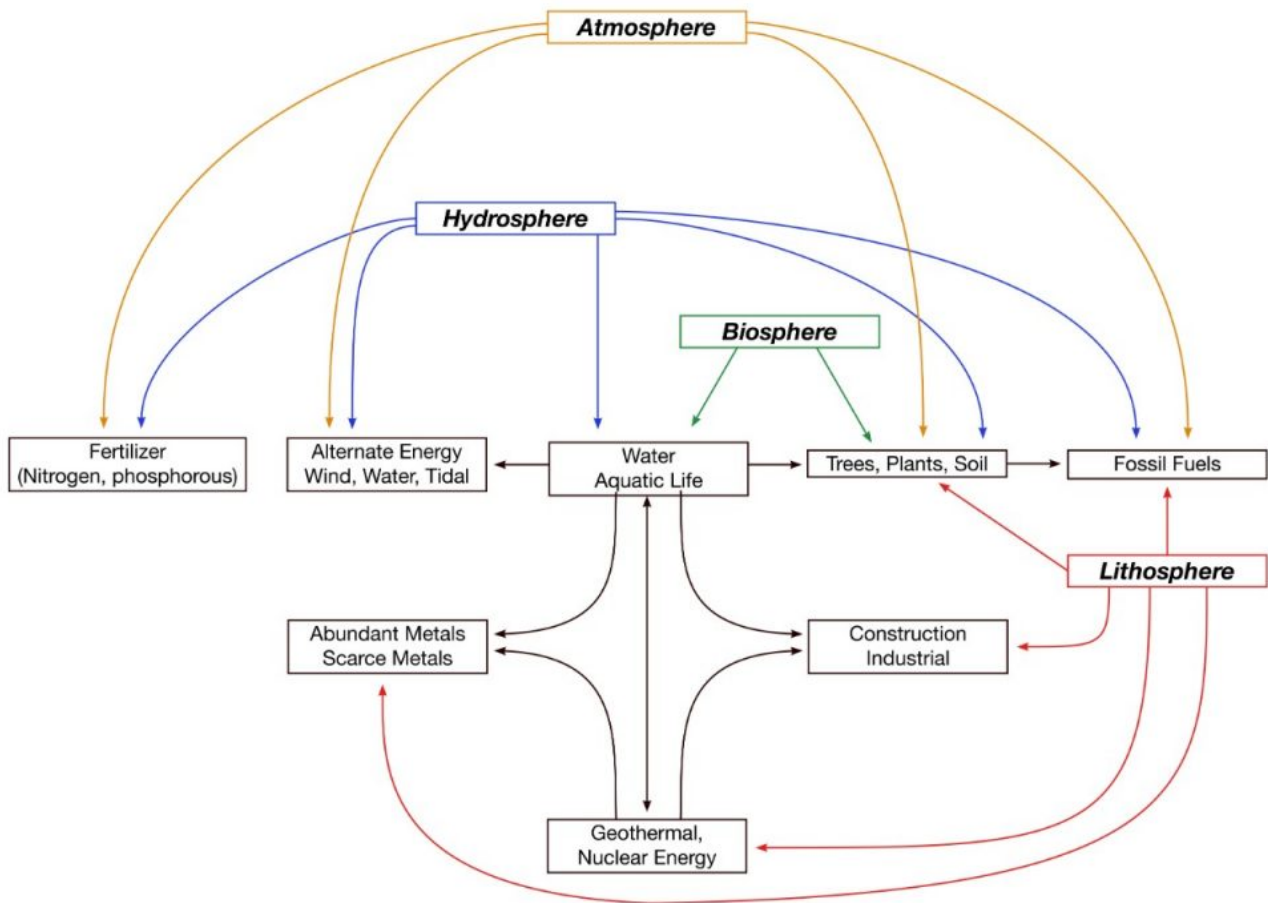 Atmosphere
Hydrosphere
Biosphere
Fertilizer
(Nitrogen, phosphorous)
Alternate Energy
Wind, Water, Tidal
Water
Aquatic Life
Trees, Plants, Soil
Fossil Fuels
Lithosphere
Abundant Metals
Scarce Metals
Construction
Industrial
Geothermal,
Nuclear Energy